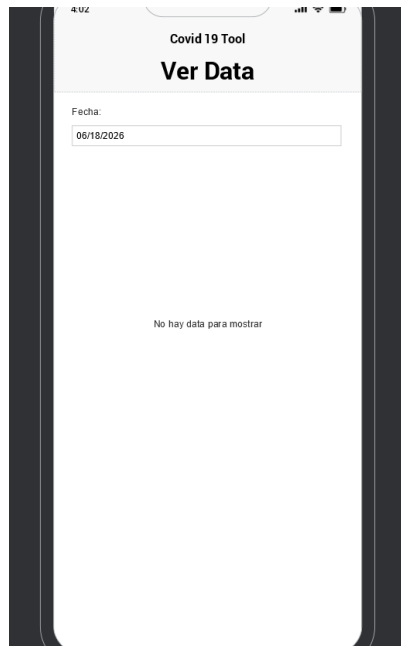 4:02
Covid 19 Tool
Ver Data
Fecha:
06/18/2026
No hay data para mostrar